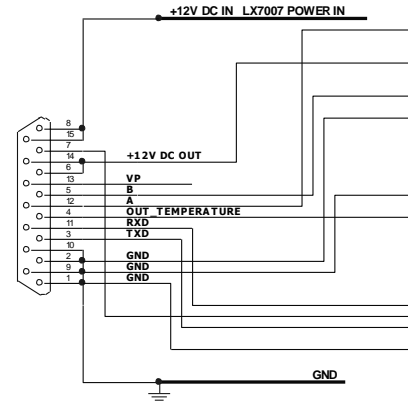 +12V DC IN LX7007 POWER IN
8
15
7
14 +12V DC OUT
6
13 VP
5 B
12 A
4 OUT_TEMPERATURE
11 RXD
3 TXD
10
2 GND
9 GND
1 GND
GND